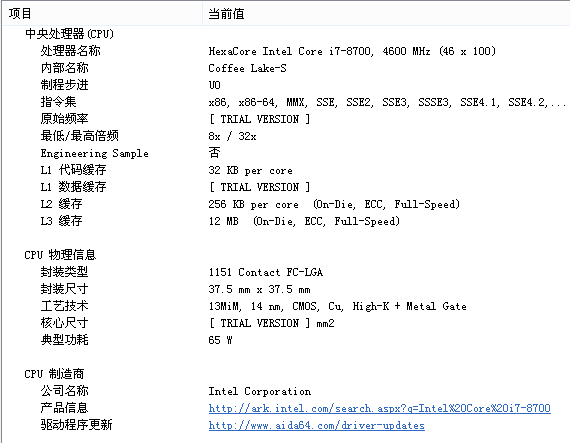 项目 当前值
中央处理器(CPU)
处理器名称 HexaCore Intel Core i7-8700, 4600 MHz (46 x 100)
内部名称 Coffee Lake-S
制程步进 U0
指令集 x86, x86-64, MMX, SSE, SSE2, SSE3, SSSE3, SSE4.1, SSE4.2,...
原始频率 [ TRIAL VERSION ]
最低/最高倍频 8x / 32x
Engineering Sample 否
L1 代码缓存 32 KB per core
L1 数据缓存 [ TRIAL VERSION ]
L2 缓存 256 KB per core (On-Die, ECC, Full-Speed)
L3 缓存 12 MB (On-Die, ECC, Full-Speed)
CPU 物理信息
封装类型 1151 Contact FC-LGA
封装尺寸 37.5 mm x 37.5 mm
工艺技术 13MiM, 14 nm, CMOS, Cu, High-K + Metal Gate
核心尺寸 [ TRIAL VERSION ] mm2
典型功耗 65 W
CPU 制造商
公司名称 Intel Corporation
产品信息 http://ark.intel.com/search.aspx?q=Intel%20Core%20i7-8700
驱动程序更新 http://www.aida64.com/driver-updates